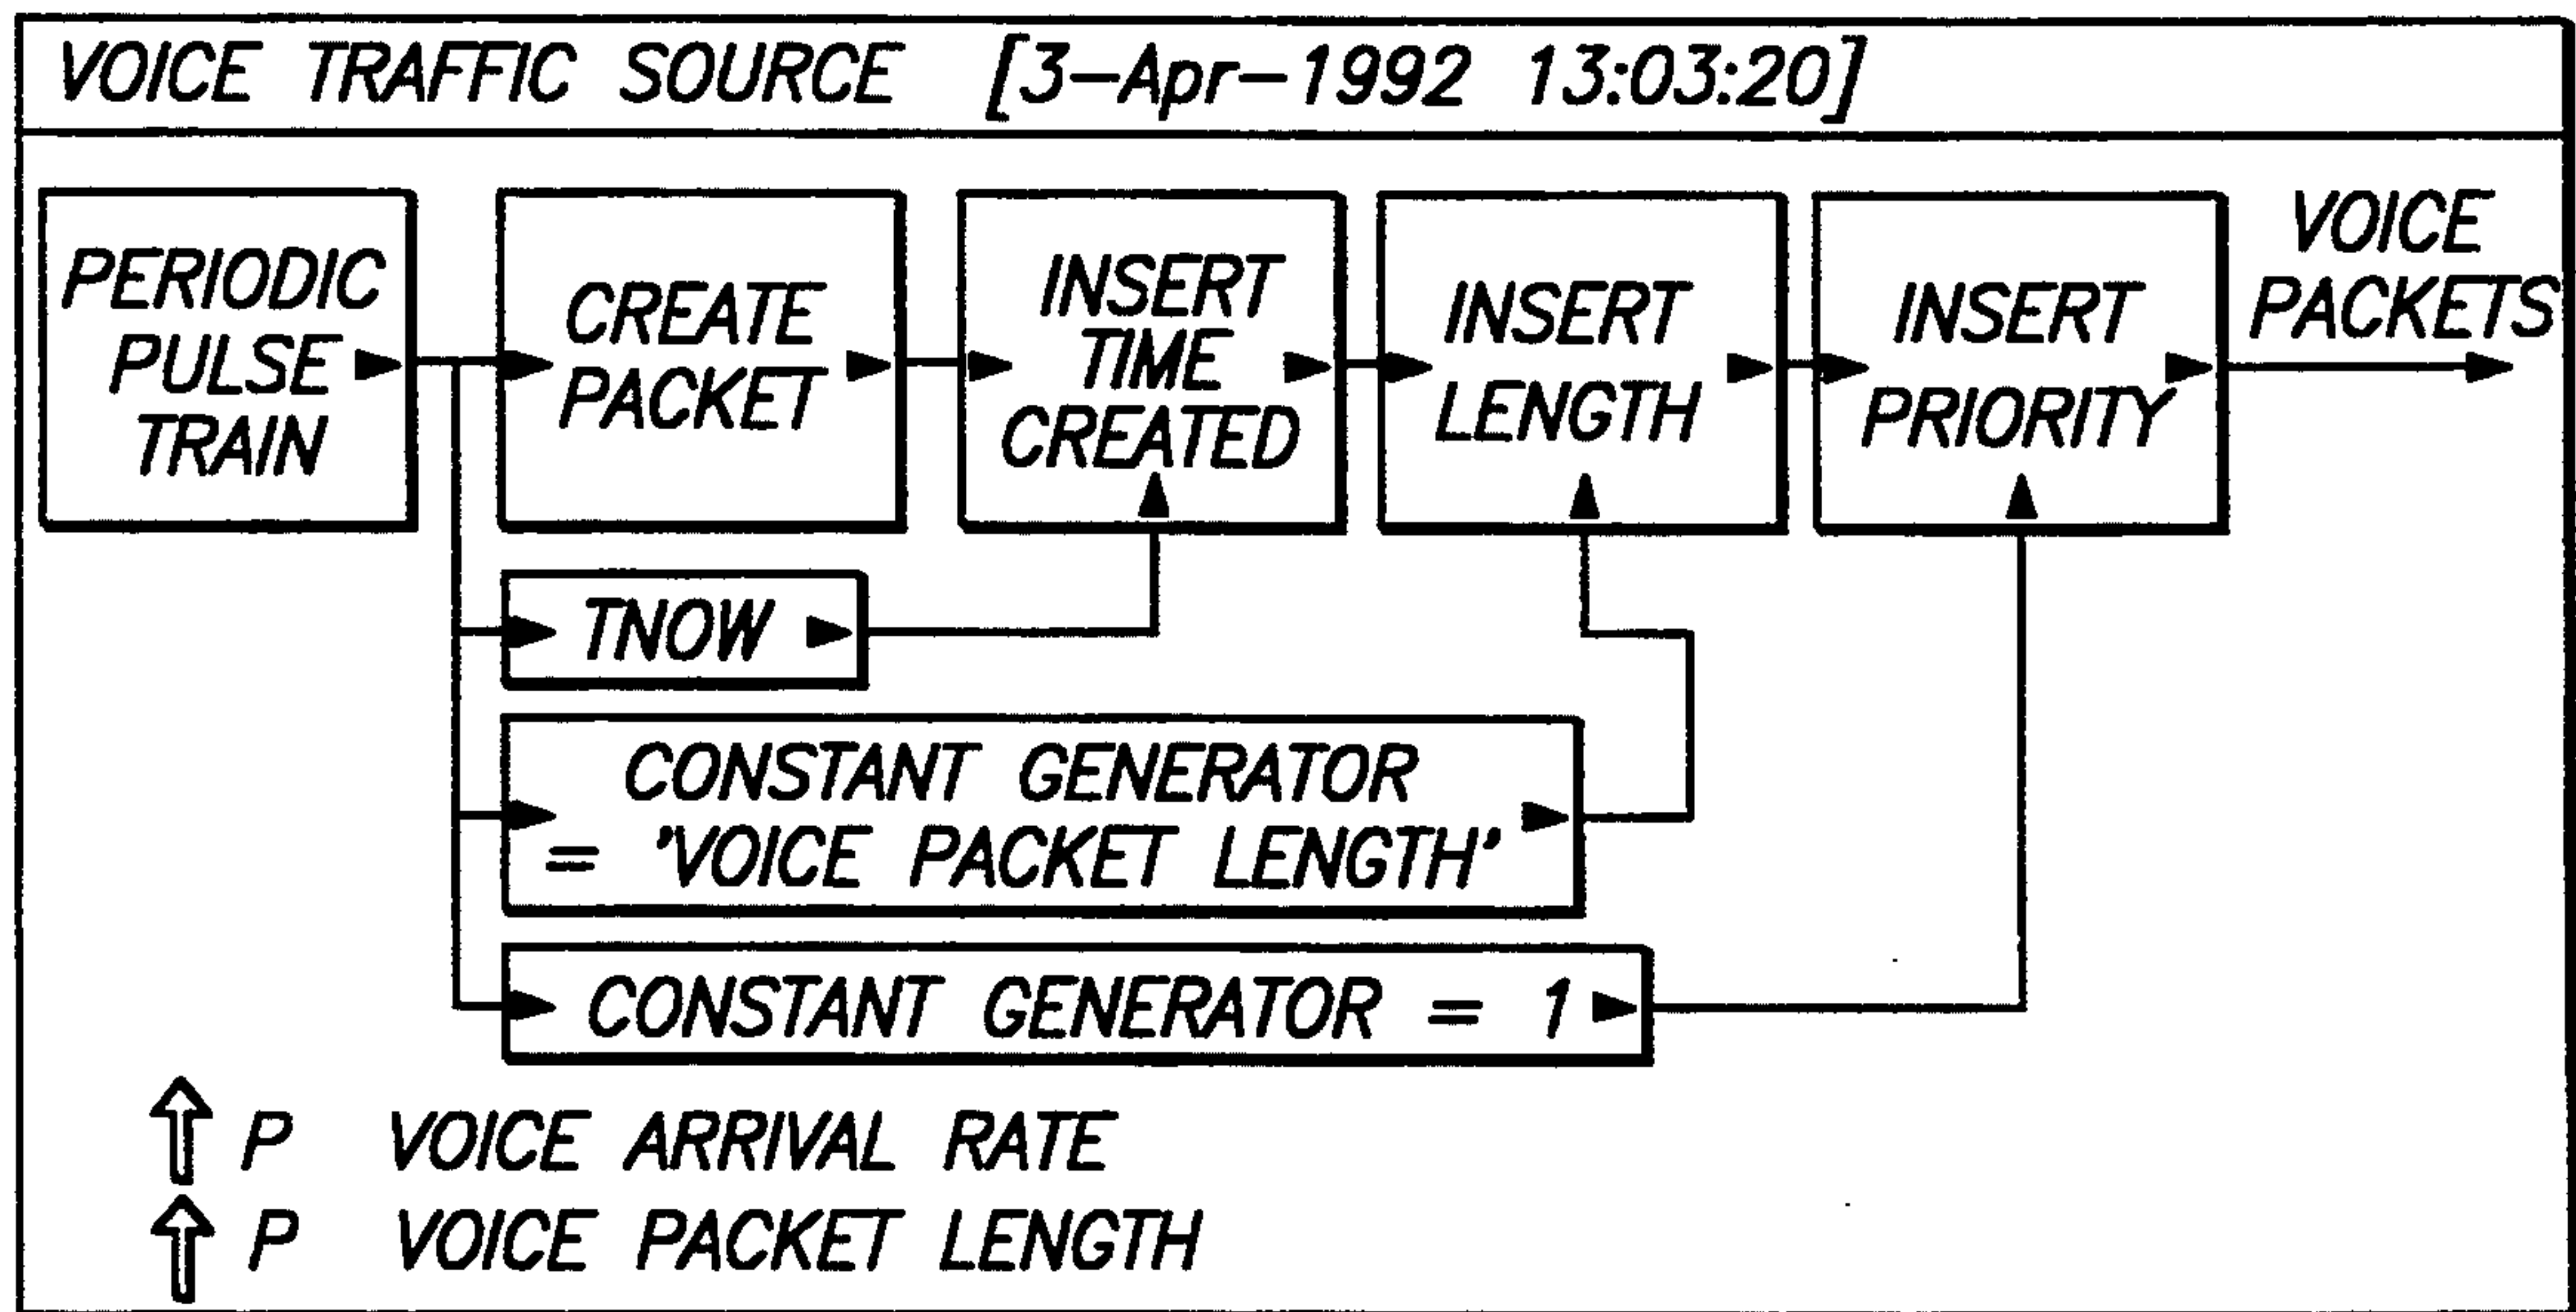 VOICE TRAFFIC SOURCE [3-Apr-1992 13:03:20]
PERIODIC
PULSE
TRAIN
CREATE
PACKET
INSERT
TIME
CREATED
INSERT
LENGTH
INSERT
PRIORITY
VOICE
PACKETS
TNOW
CONSTANT GENERATOR
= 'VOICE PACKET LENGTH'
CONSTANT GENERATOR = 1
P VOICE ARRIVAL RATE
P VOICE PACKET LENGTH